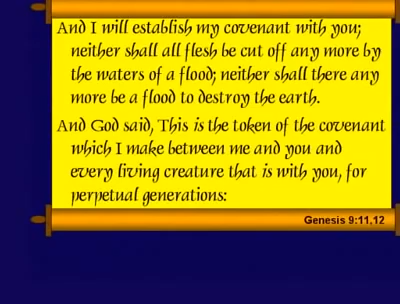 And I will establish my covenant with you;
neither shall all flesh be cut off any more by
the waters of a flood; neither shall there any
more be a flood to destroy the earth.
And God said, This is the token of the covenant
which I make between me and you and
every living creature that is with you, for
perpetual generations:
Genesis 9:11,12